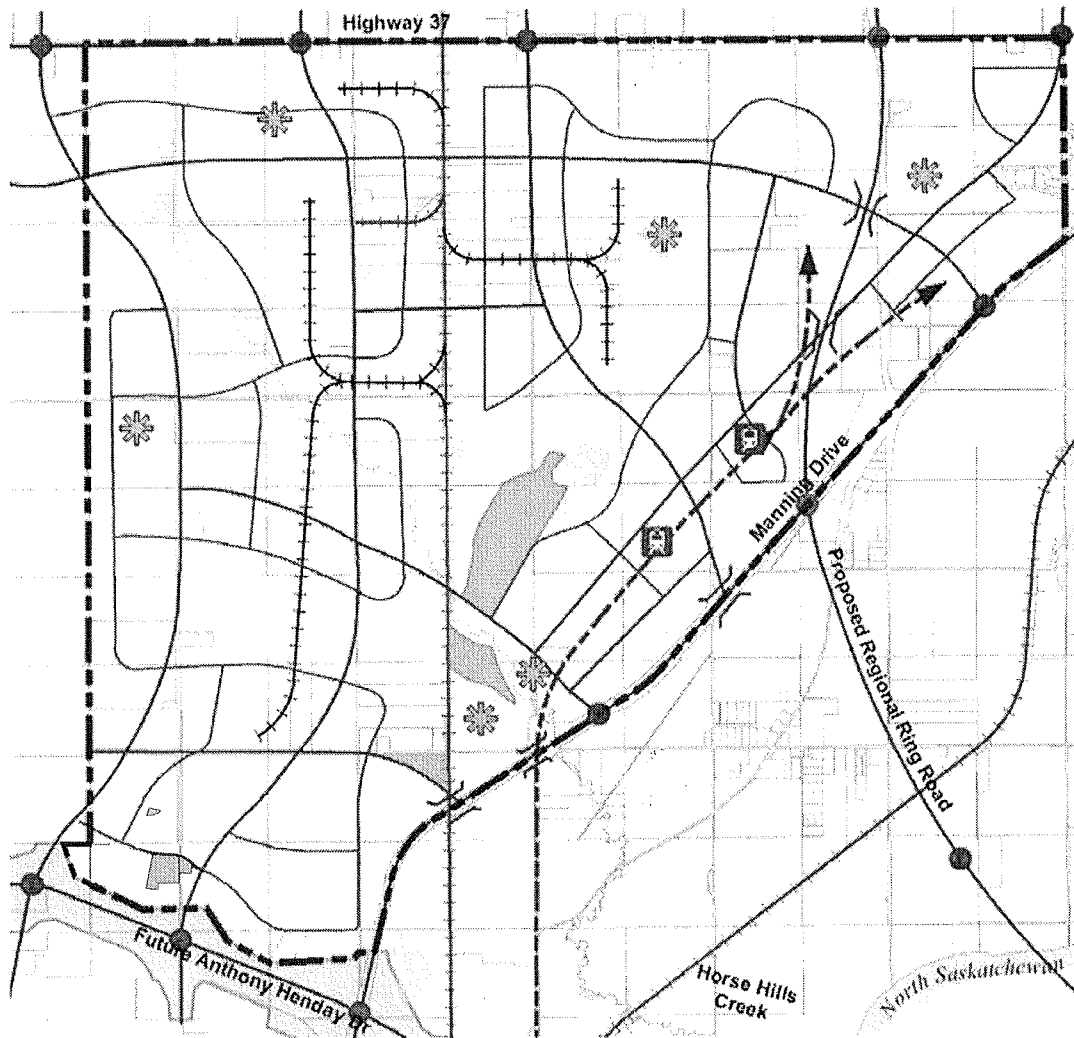 Highway 37
Manning Drive
Proposed Regional Ring Road
Future Anthony Henday Dr
Horse Hills
Creek
North Saskatchewan